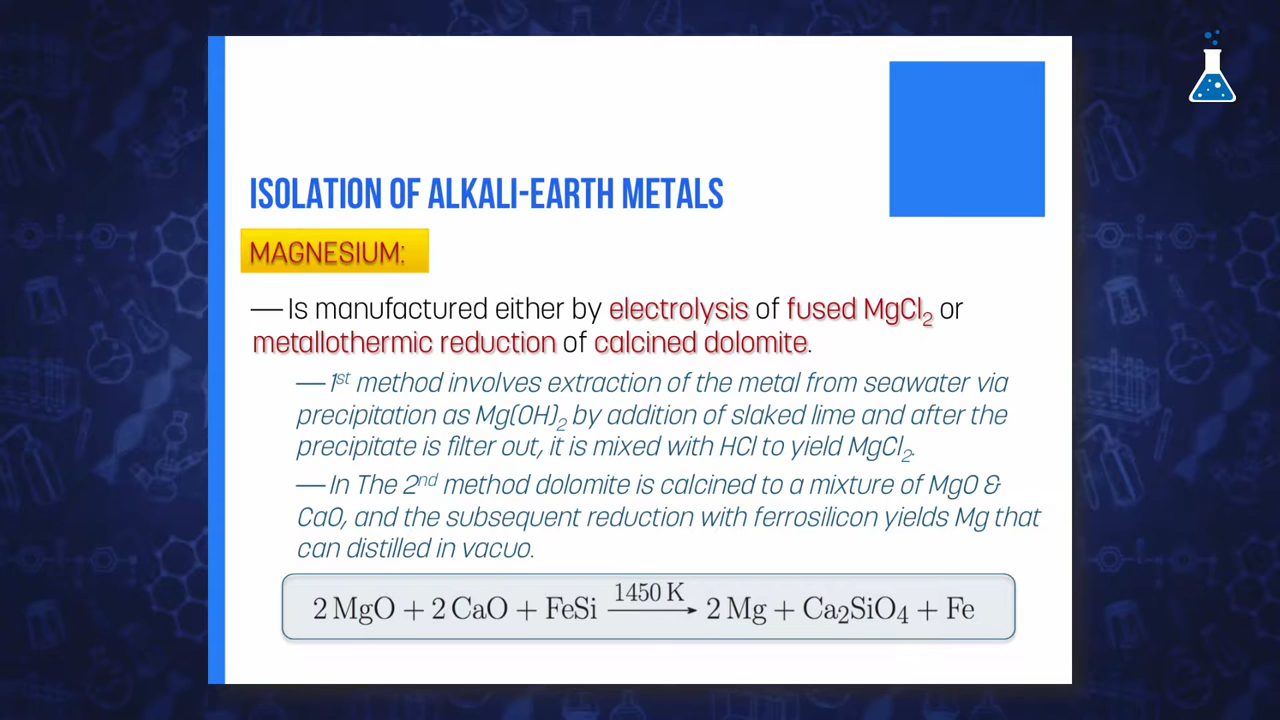 ISOLATION OF ALKALI-EARTH METALS
MAGNESIUM:
— Is manufactured either by electrolysis of fused MgCl₂ or
metallothermic reduction of calcined dolomite.
— 1ˢᵗ method involves extraction of the metal from seawater via
precipitation as Mg(OH)₂ by addition of slaked lime and after the
precipitate is filter out, it is mixed with HCl to yield MgCl₂.
— In The 2ⁿᵈ method dolomite is calcined to a mixture of MgO &
CaO, and the subsequent reduction with ferrosilicon yields Mg that
can distilled in vacuo.
2 MgO + 2 CaO + FeSi —1450 K→ 2 Mg + Ca₂SiO₄ + Fe